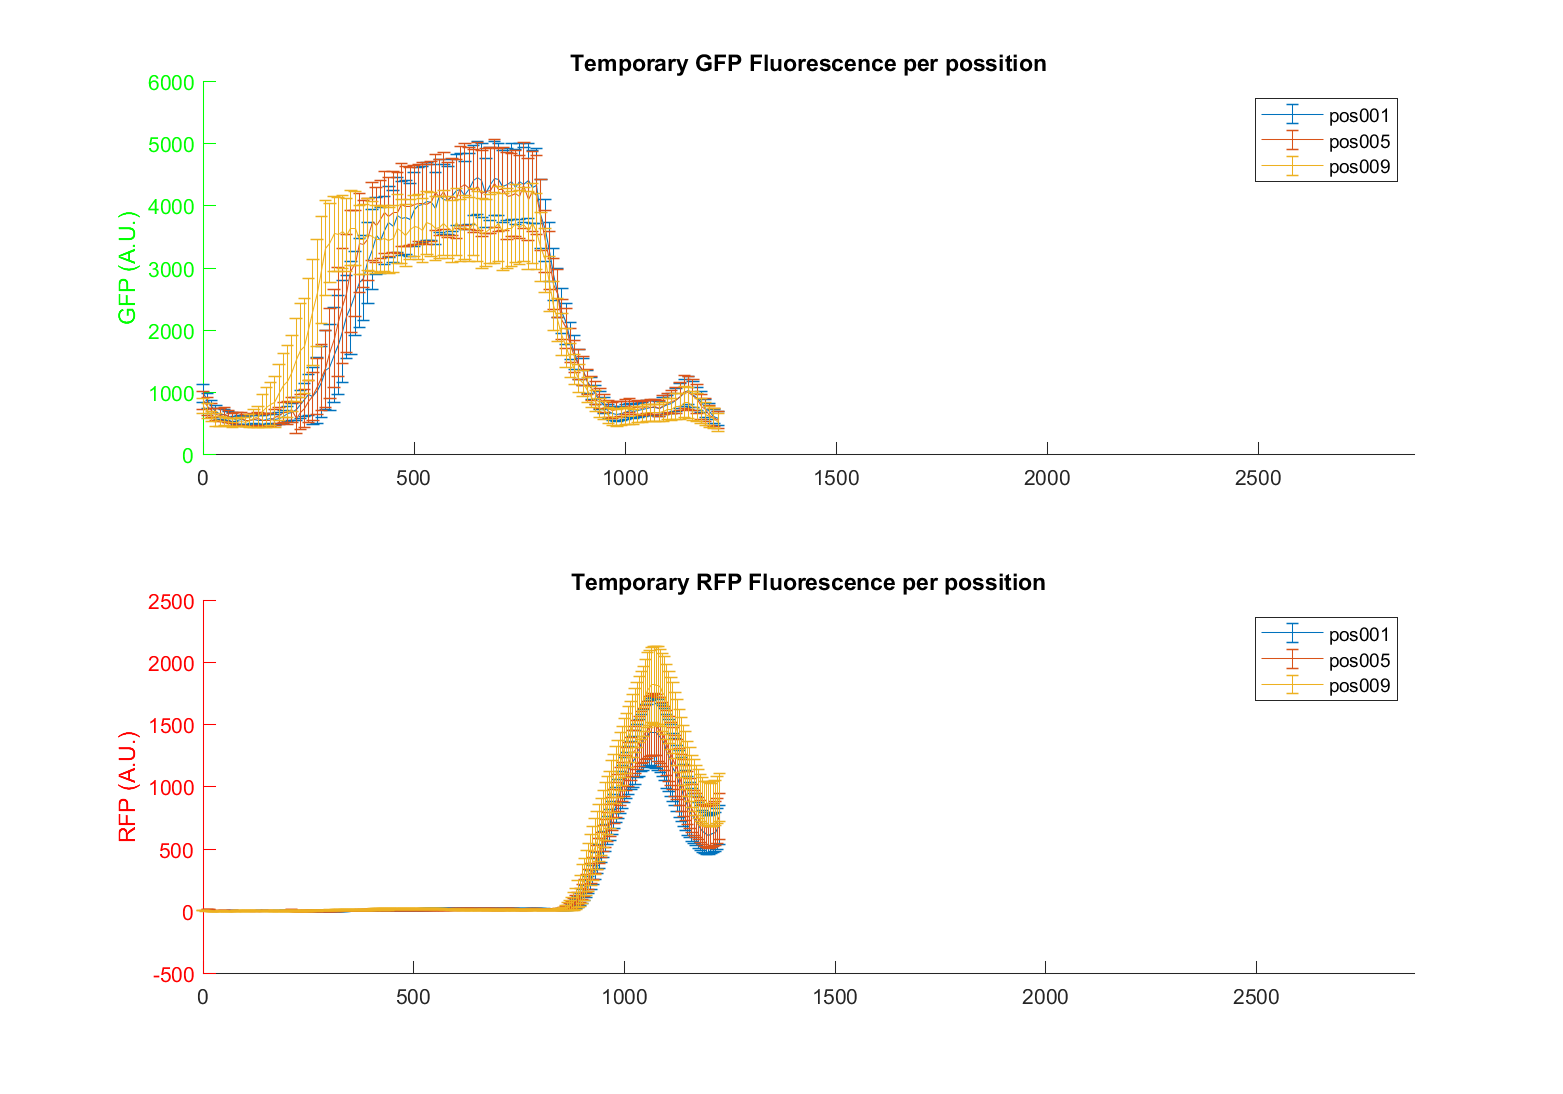 Temporary GFP Fluorescence per possition
6000
5000
4000
3000
2000
1000
0
GFP (A.U.)
pos001
pos005
pos009
0 500 1000 1500 2000 2500
Temporary RFP Fluorescence per possition
2500
2000
1500
1000
500
0
-500
RFP (A.U.)
pos001
pos005
pos009
0 500 1000 1500 2000 2500